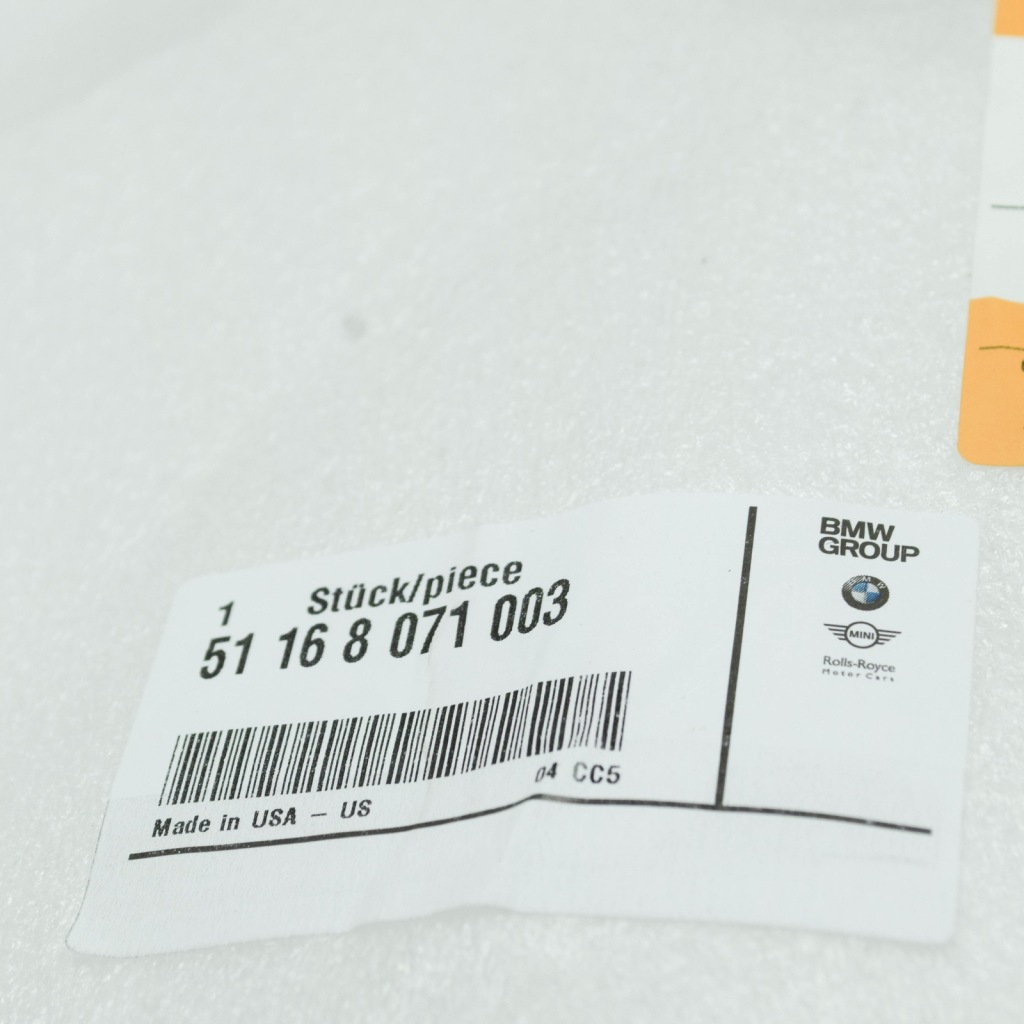 1 Stück/piece
51 16 8 071 003
04 CC5
Made in USA – US
BMW
GROUP
BMW
MINI
Rolls-Royce
Motor Cars